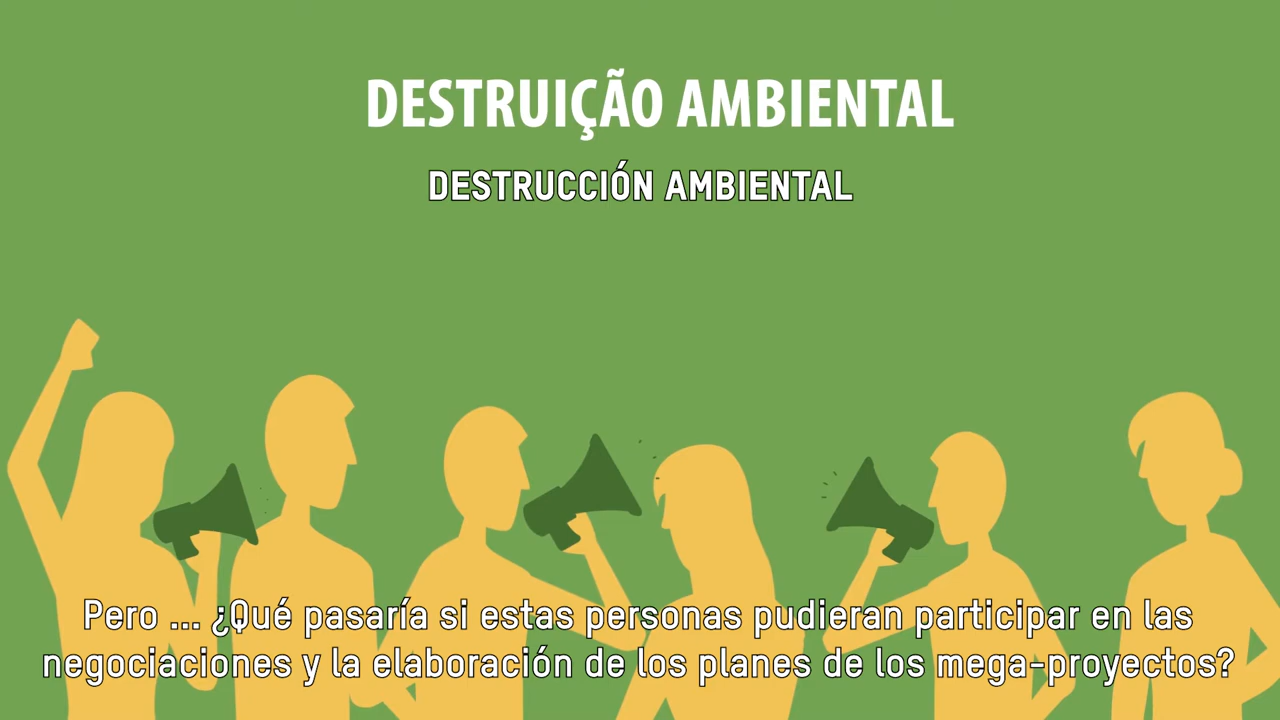 DESTRUIÇÃO AMBIENTAL
DESTRUCCIÓN AMBIENTAL
Pero ... ¿Qué pasaría si estas personas pudieran participar en las
negociaciones y la elaboración de los planes de los mega-proyectos?